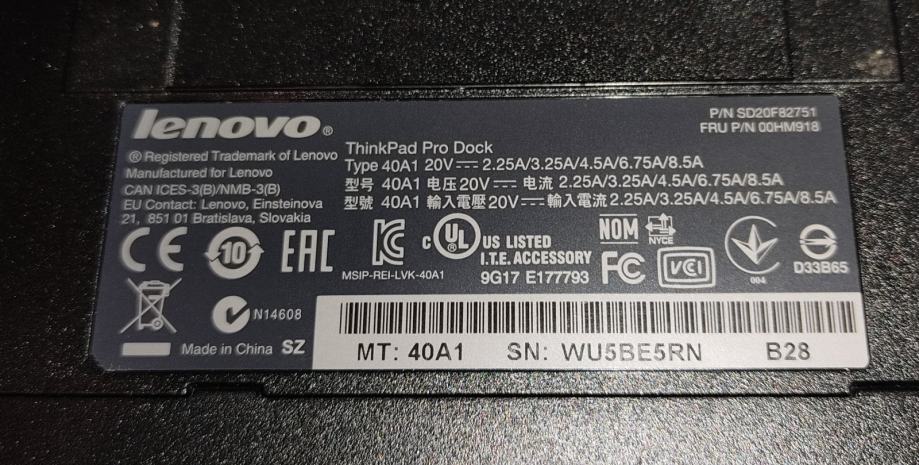 lenovo®
P/N SD20F82751
FRU P/N 00HM918
® Registered Trademark of Lenovo
Manufactured for Lenovo
CAN ICES-3(B)/NMB-3(B)
EU Contact: Lenovo, Einsteinova
21, 851 01 Bratislava, Slovakia
ThinkPad Pro Dock
Type 40A1 20V⎓ 2.25A/3.25A/4.5A/6.75A/8.5A
型号 40A1 电压20V⎓ 电流 2.25A/3.25A/4.5A/6.75A/8.5A
型號 40A1 輸入電壓20V⎓輸入電流2.25A/3.25A/4.5A/6.75A/8.5A
CE
10
EAC
MSIP-REI-LVK-40A1
c UL US LISTED
I.T.E. ACCESSORY
9G17 E177793
NOM
NYCE
FC
VCI
004
D33B65
N14608
Made in China SZ
MT: 40A1 SN: WU5BE5RN B28